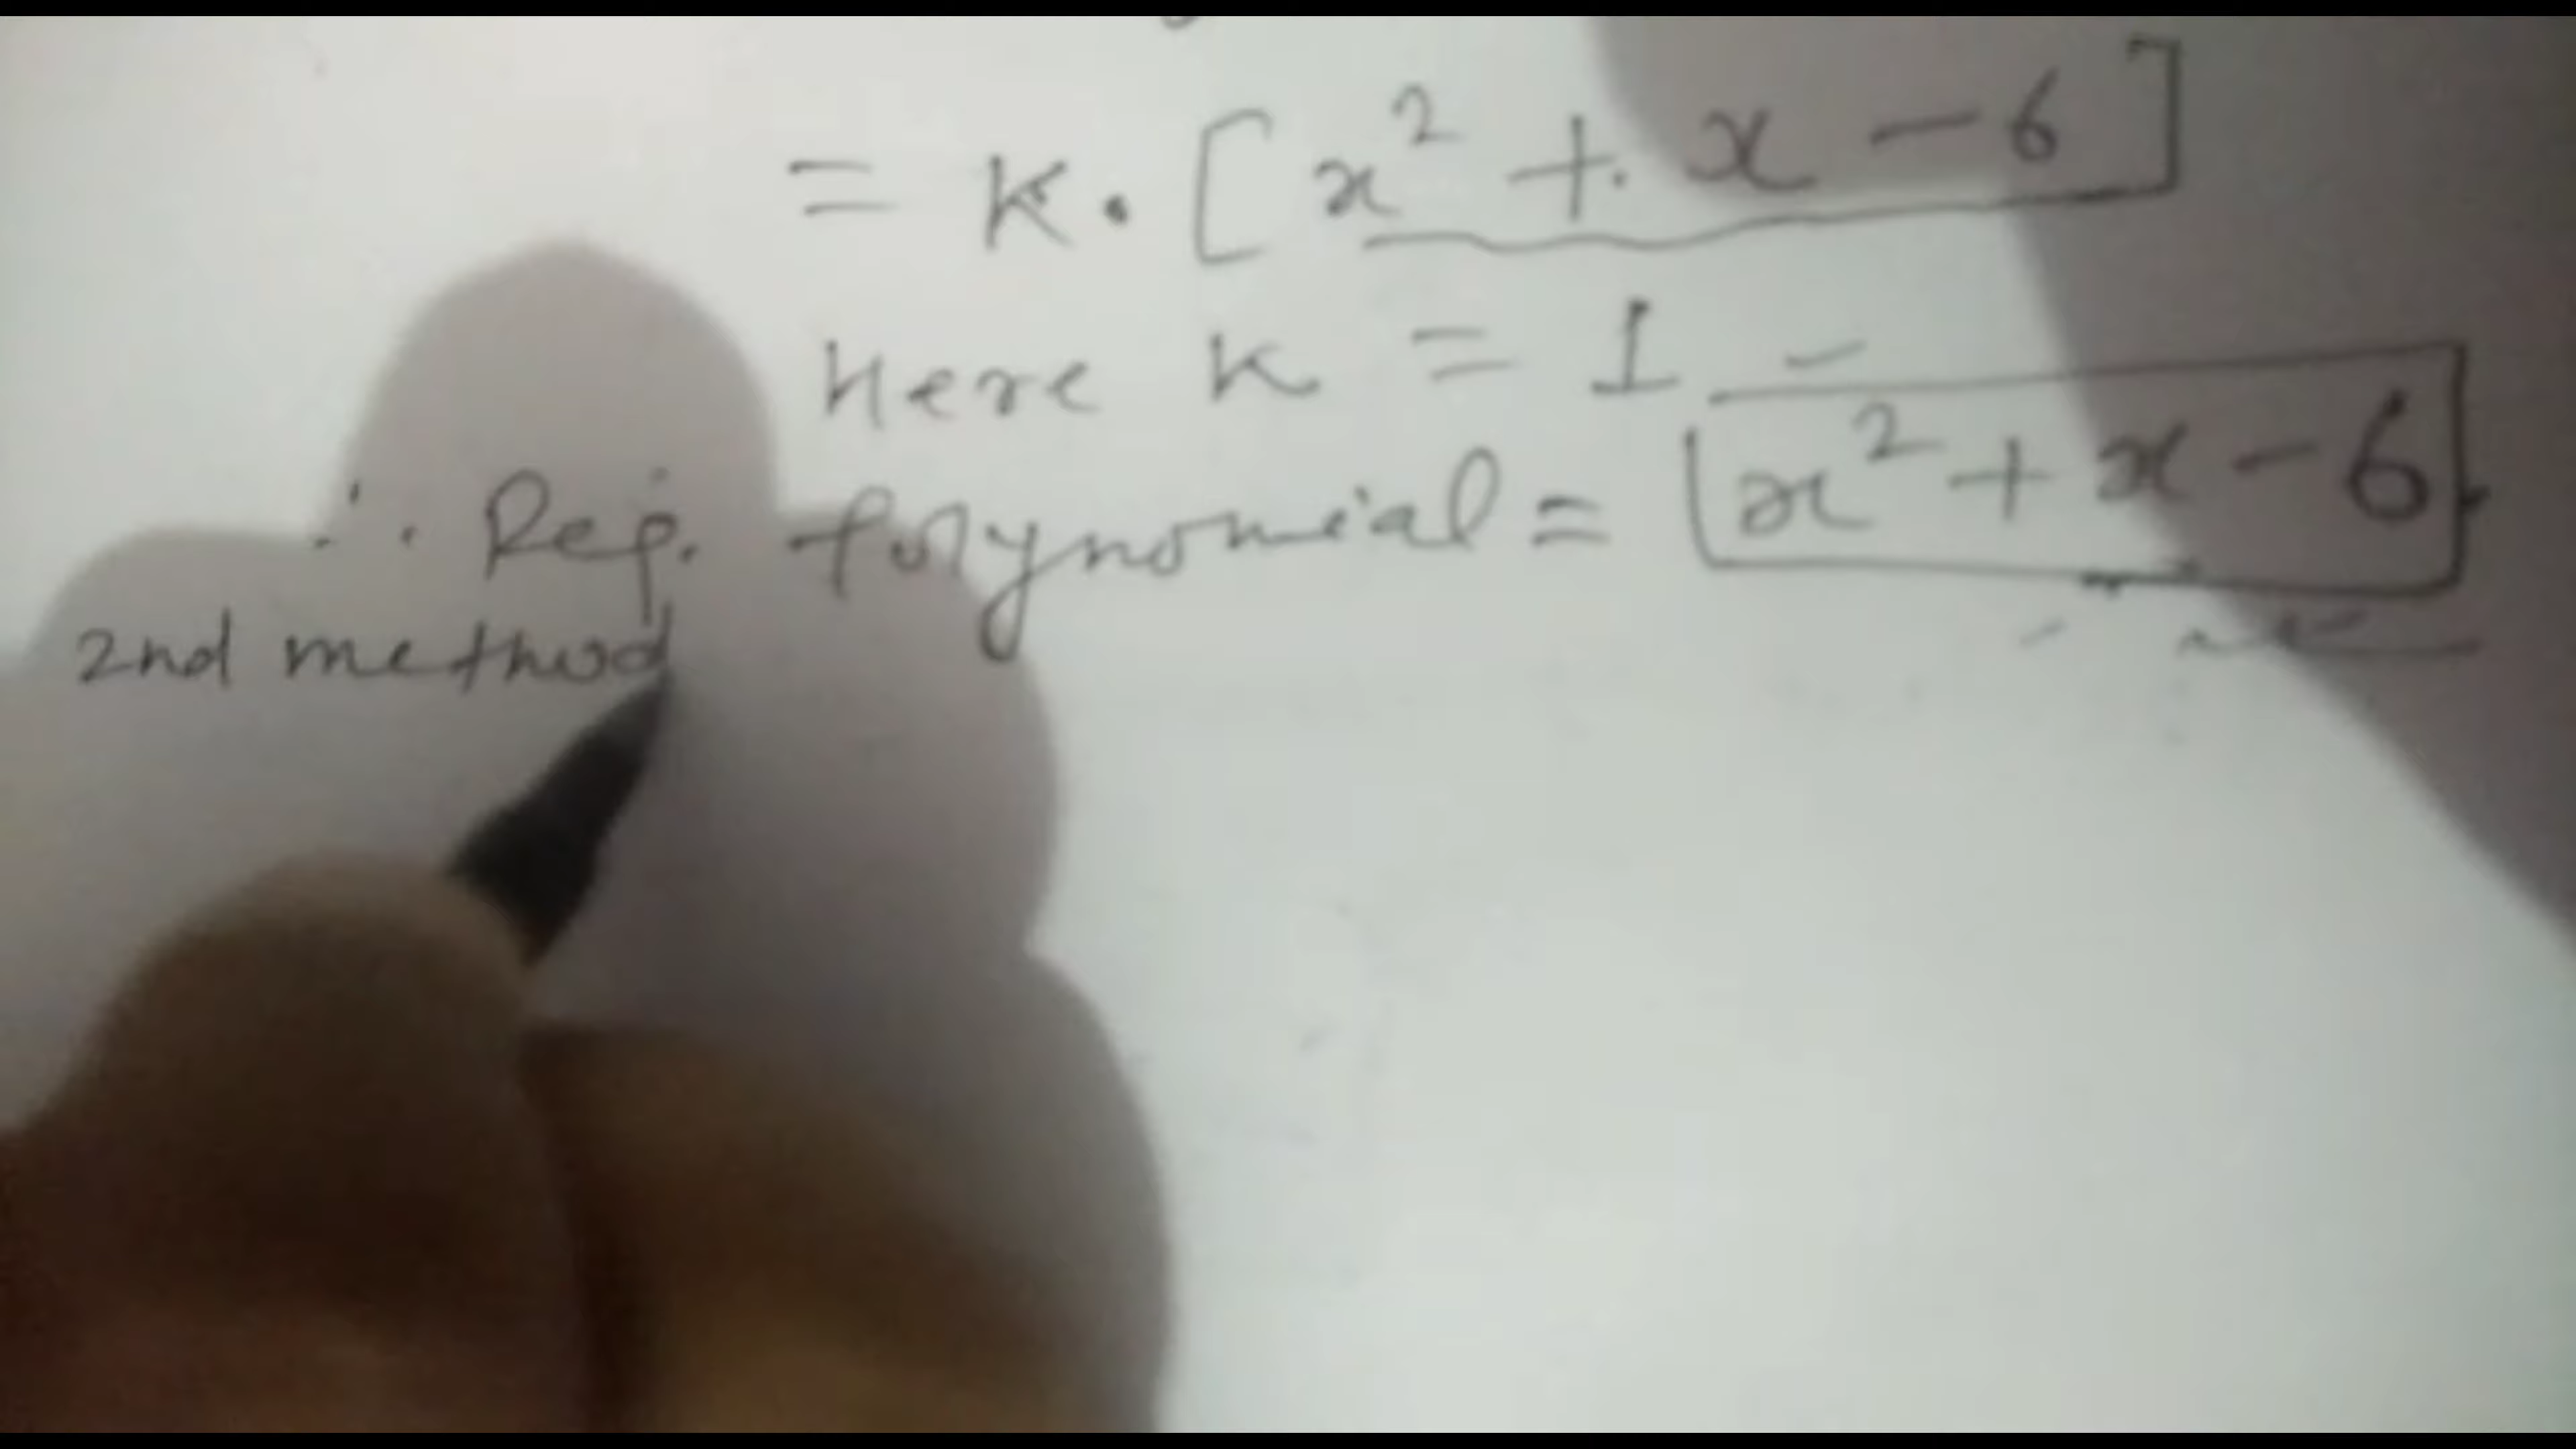 = K. [x² + x - 6]
Here K = 1
∴ Req. polynomial = x² + x - 6
2nd method